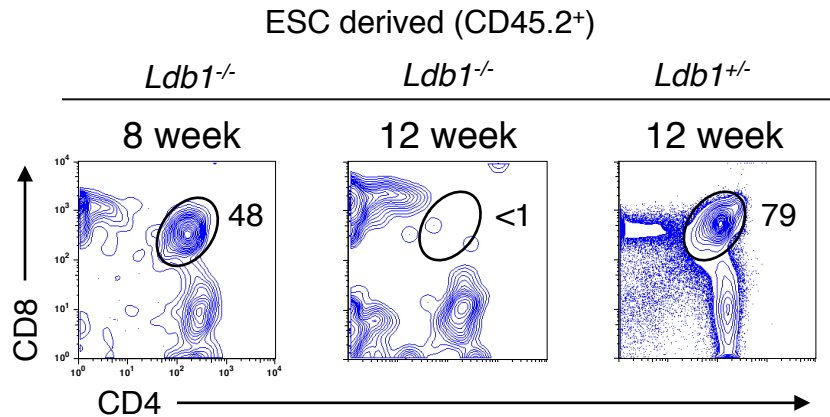 ESC derived (CD45.2⁺)
Ldb1⁻/⁻ Ldb1⁻/⁻ Ldb1⁺/⁻
8 week 12 week 12 week
10⁴
10³
10²
10¹
10⁰
48 <1 79
10⁰ 10¹ 10² 10³ 10⁴
CD8
CD4